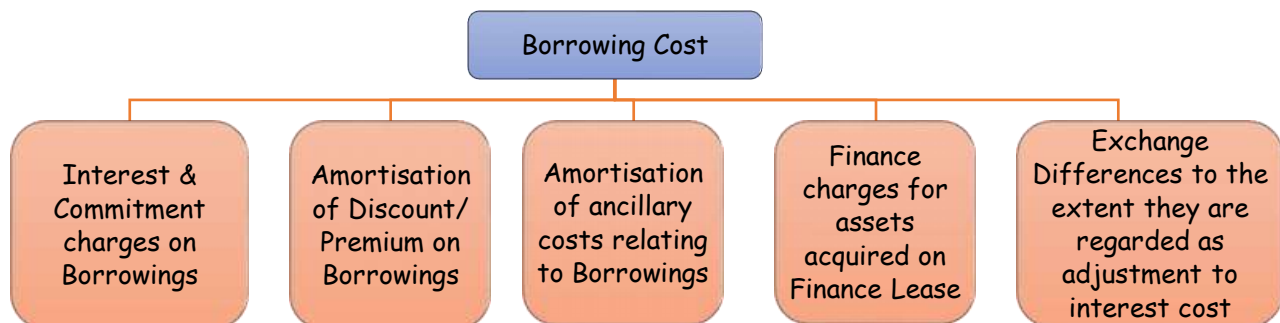 Borrowing Cost
Interest &
Commitment
charges on
Borrowings
Amortisation
of Discount/
Premium on
Borrowings
Amortisation
of ancillary
costs relating
to Borrowings
Finance
charges for
assets
acquired on
Finance Lease
Exchange
Differences to the
extent they are
regarded as
adjustment to
interest cost